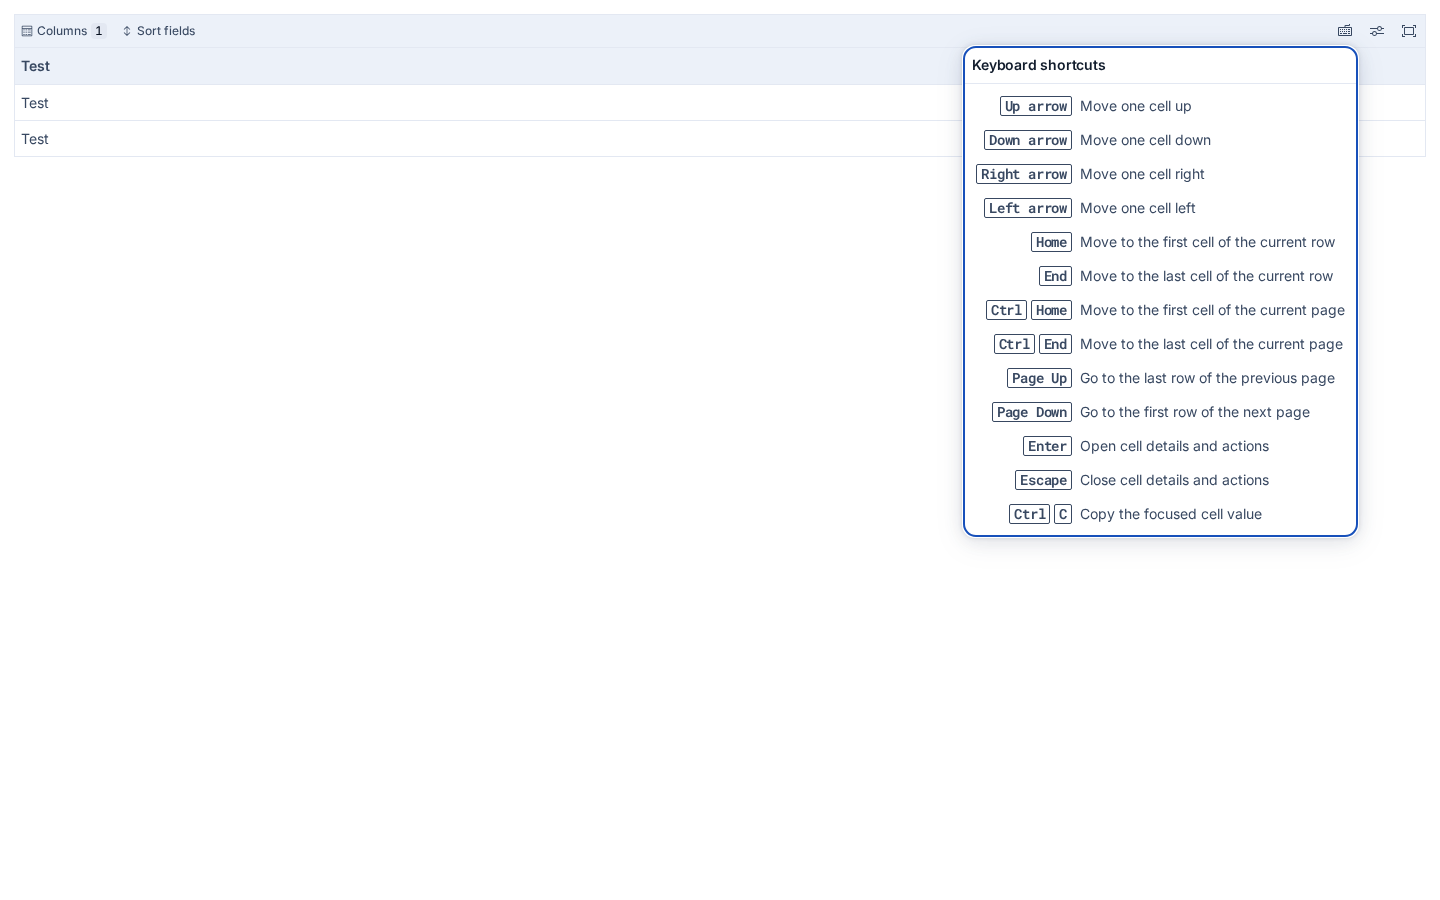 Columns 1 Sort fields
Test
Test
Test
Keyboard shortcuts
Up arrow Move one cell up
Down arrow Move one cell down
Right arrow Move one cell right
Left arrow Move one cell left
Home Move to the first cell of the current row
End Move to the last cell of the current row
Ctrl Home Move to the first cell of the current page
Ctrl End Move to the last cell of the current page
Page Up Go to the last row of the previous page
Page Down Go to the first row of the next page
Enter Open cell details and actions
Escape Close cell details and actions
Ctrl C Copy the focused cell value